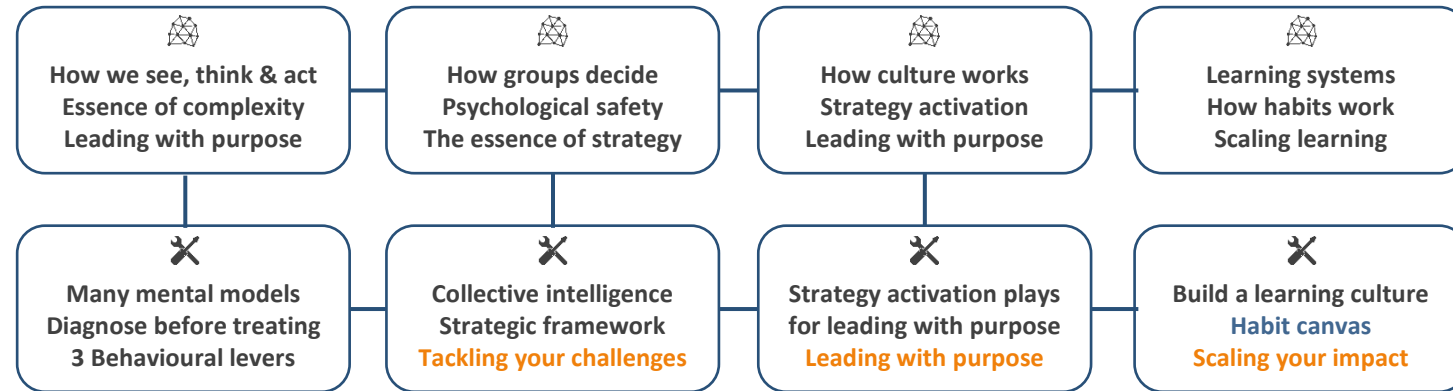 How we see, think & act
Essence of complexity
Leading with purpose
How groups decide
Psychological safety
The essence of strategy
How culture works
Strategy activation
Leading with purpose
Learning systems
How habits work
Scaling learning
Many mental models
Diagnose before treating
3 Behavioural levers
Collective intelligence
Strategic framework
Tackling your challenges
Strategy activation plays
for leading with purpose
Leading with purpose
Build a learning culture
Habit canvas
Scaling your impact